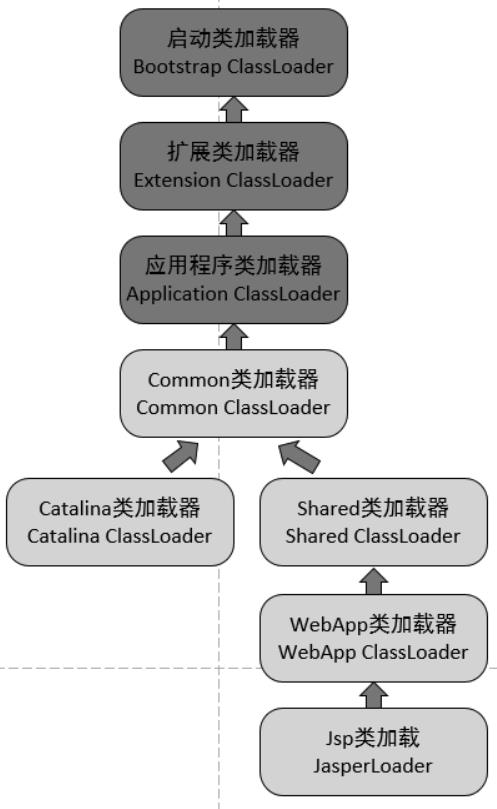 启动类加载器
Bootstrap ClassLoader
扩展类加载器
Extension ClassLoader
应用程序类加载器
Application ClassLoader
Common类加载器
Common ClassLoader
Catalina类加载器
Catalina ClassLoader
Shared类加载器
Shared ClassLoader
WebApp类加载器
WebApp ClassLoader
Jsp类加载
JasperLoader